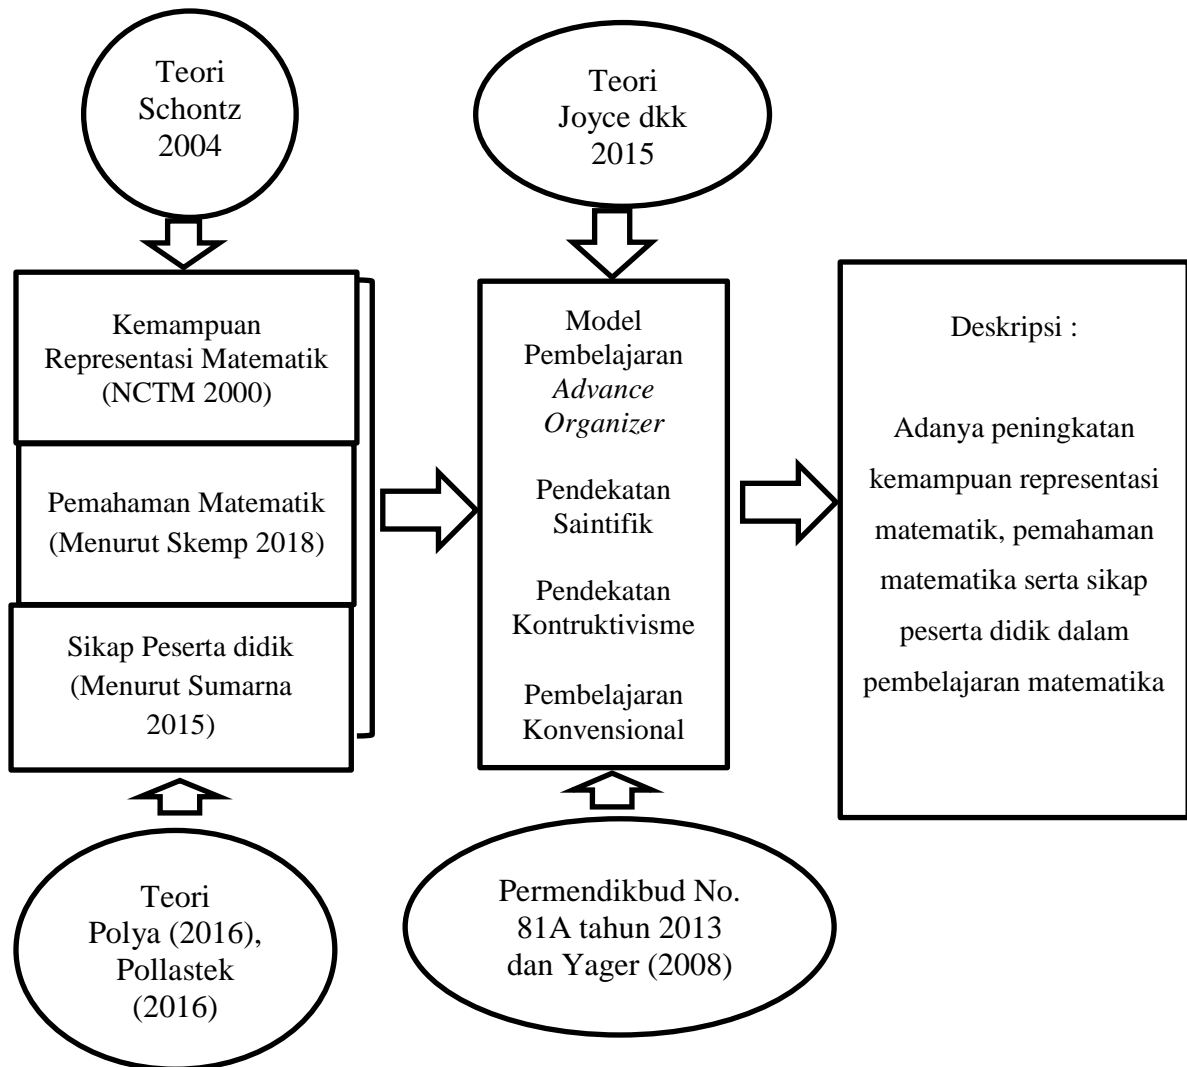 Teori
Schontz
2004
Teori
Joyce dkk
2015
Kemampuan
Representasi Matematik
(NCTM 2000)
Pemahaman Matematik
(Menurut Skemp 2018)
Sikap Peserta didik
(Menurut Sumarna
2015)
Model
Pembelajaran
Advance
Organizer
Pendekatan
Saintifik
Pendekatan
Kontruktivisme
Pembelajaran
Konvensional
Deskripsi :
Adanya peningkatan
kemampuan representasi
matematik, pemahaman
matematika serta sikap
peserta didik dalam
pembelajaran matematika
Teori
Polya (2016),
Pollastek
(2016)
Permendikbud No.
81A tahun 2013
dan Yager (2008)